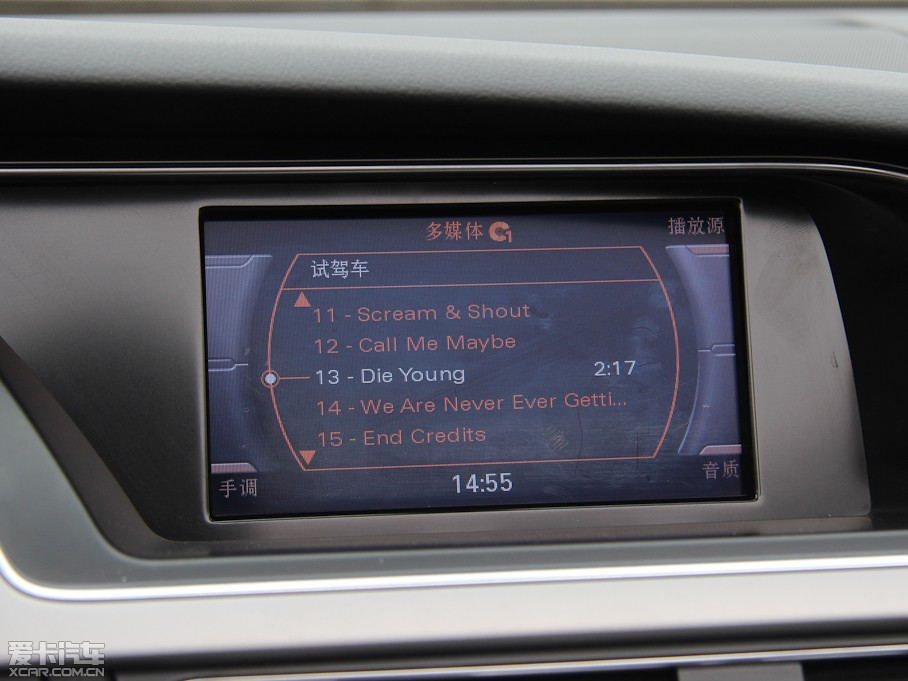 多媒体 1
播放源
试驾车
11 - Scream & Shout
12 - Call Me Maybe
13 - Die Young 2:17
14 - We Are Never Ever Getti...
15 - End Credits
手调
14:55
音质
爱卡汽车
XCAR.COM.CN